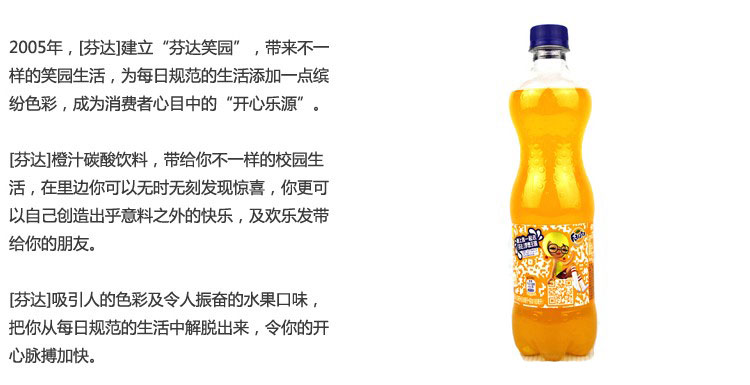 2005年，[芬达]建立“芬达笑园”，带来不一
样的笑园生活，为每日规范的生活添加一点缤
纷色彩，成为消费者心目中的“开心乐源”。
[芬达]橙汁碳酸饮料，带给你不一样的校园生
活，在里边你可以无时无刻发现惊喜，你更可
以自己创造出乎意料之外的快乐，及欢乐发带
给你的朋友。
[芬达]吸引人的色彩及令人振奋的水果口味，
把你从每日规范的生活中解脱出来，令你的开
心脉搏加快。